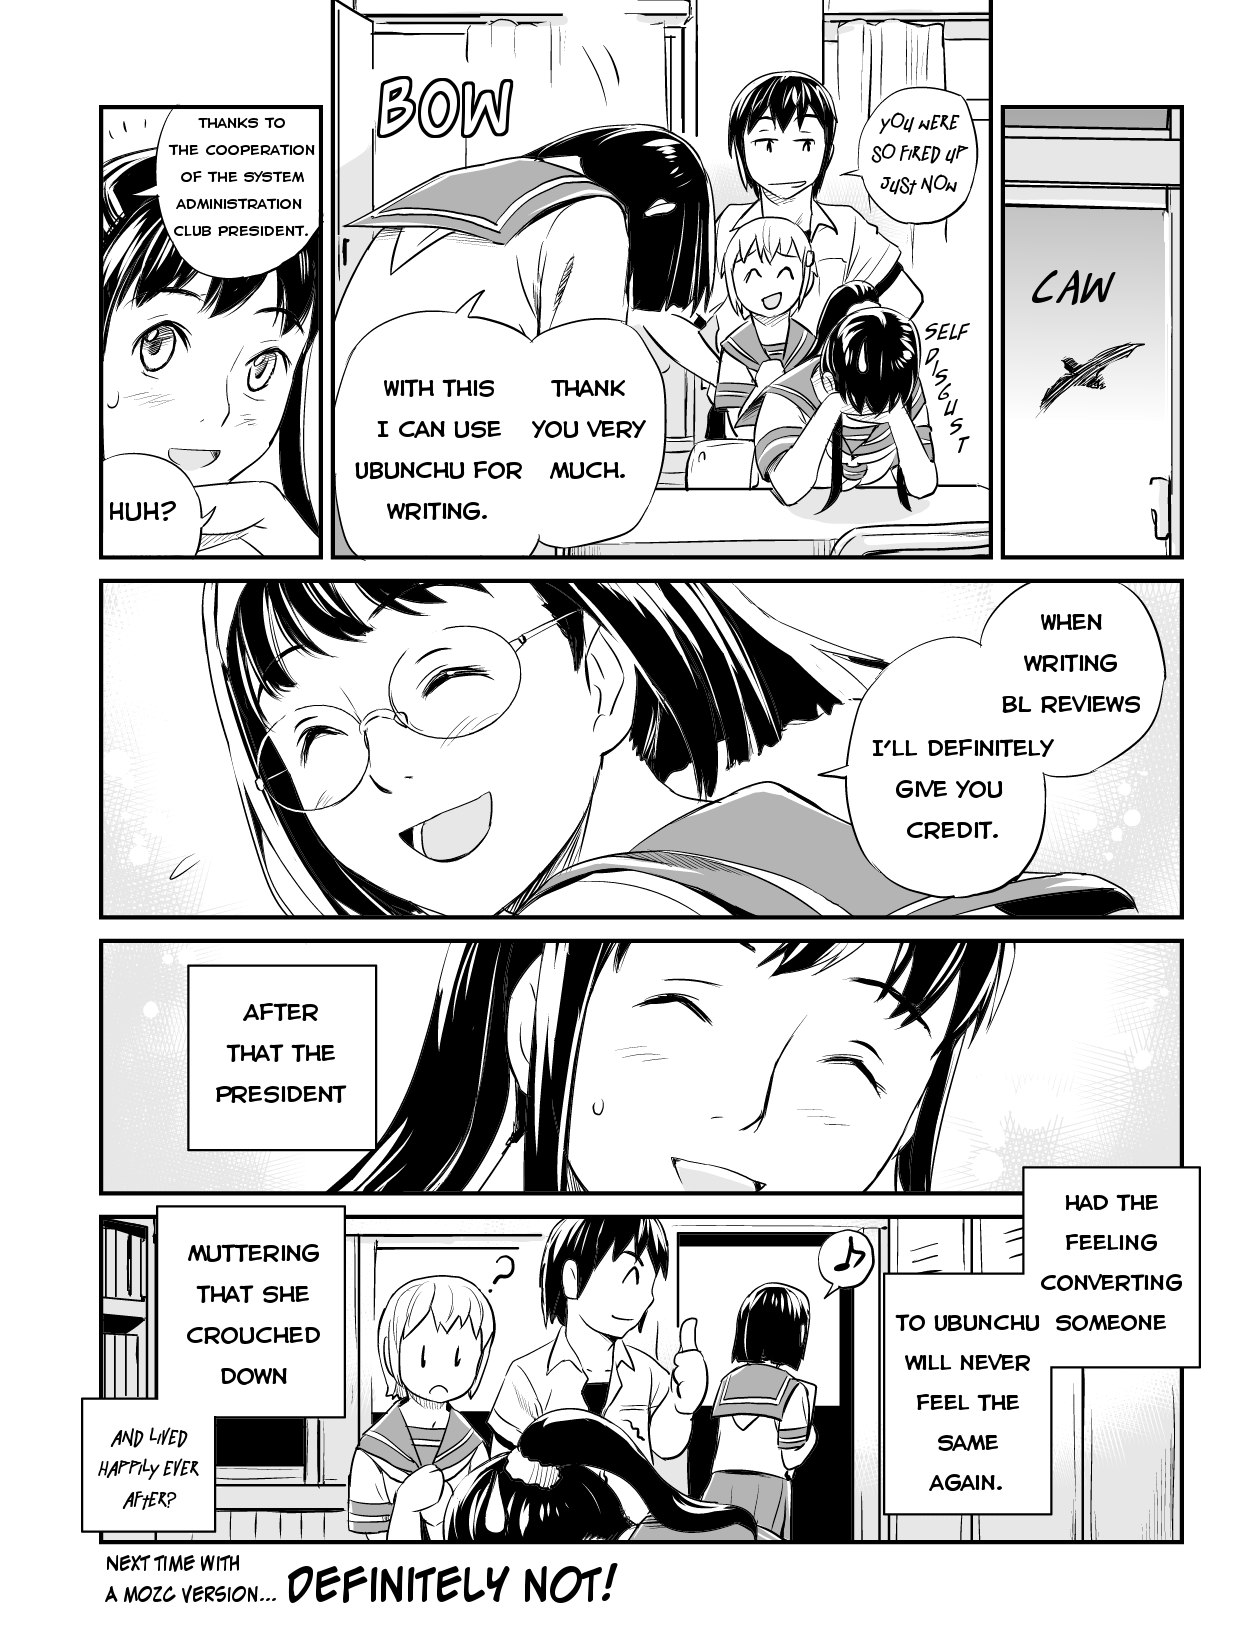 CAW
YOU WERE
SO FIRED UP
JUST NOW
BOW
SELF
DISGUST
THANK
YOU VERY
MUCH.
WITH THIS
I CAN USE
UBUNCHU FOR
WRITING.
THANKS TO
THE COOPERATION
OF THE SYSTEM
ADMINISTRATION
CLUB PRESIDENT.
HUH?
WHEN
WRITING
BL REVIEWS
I'LL DEFINITELY
GIVE YOU
CREDIT.
AFTER
THAT THE
PRESIDENT
HAD THE
FEELING
CONVERTING
SOMEONE
TO UBUNCHU
WILL NEVER
FEEL THE
SAME
AGAIN.
?
MUTTERING
THAT SHE
CROUCHED
DOWN
AND LIVED
HAPPILY EVER
AFTER?
NEXT TIME WITH
A MOZC VERSION...
DEFINITELY NOT!